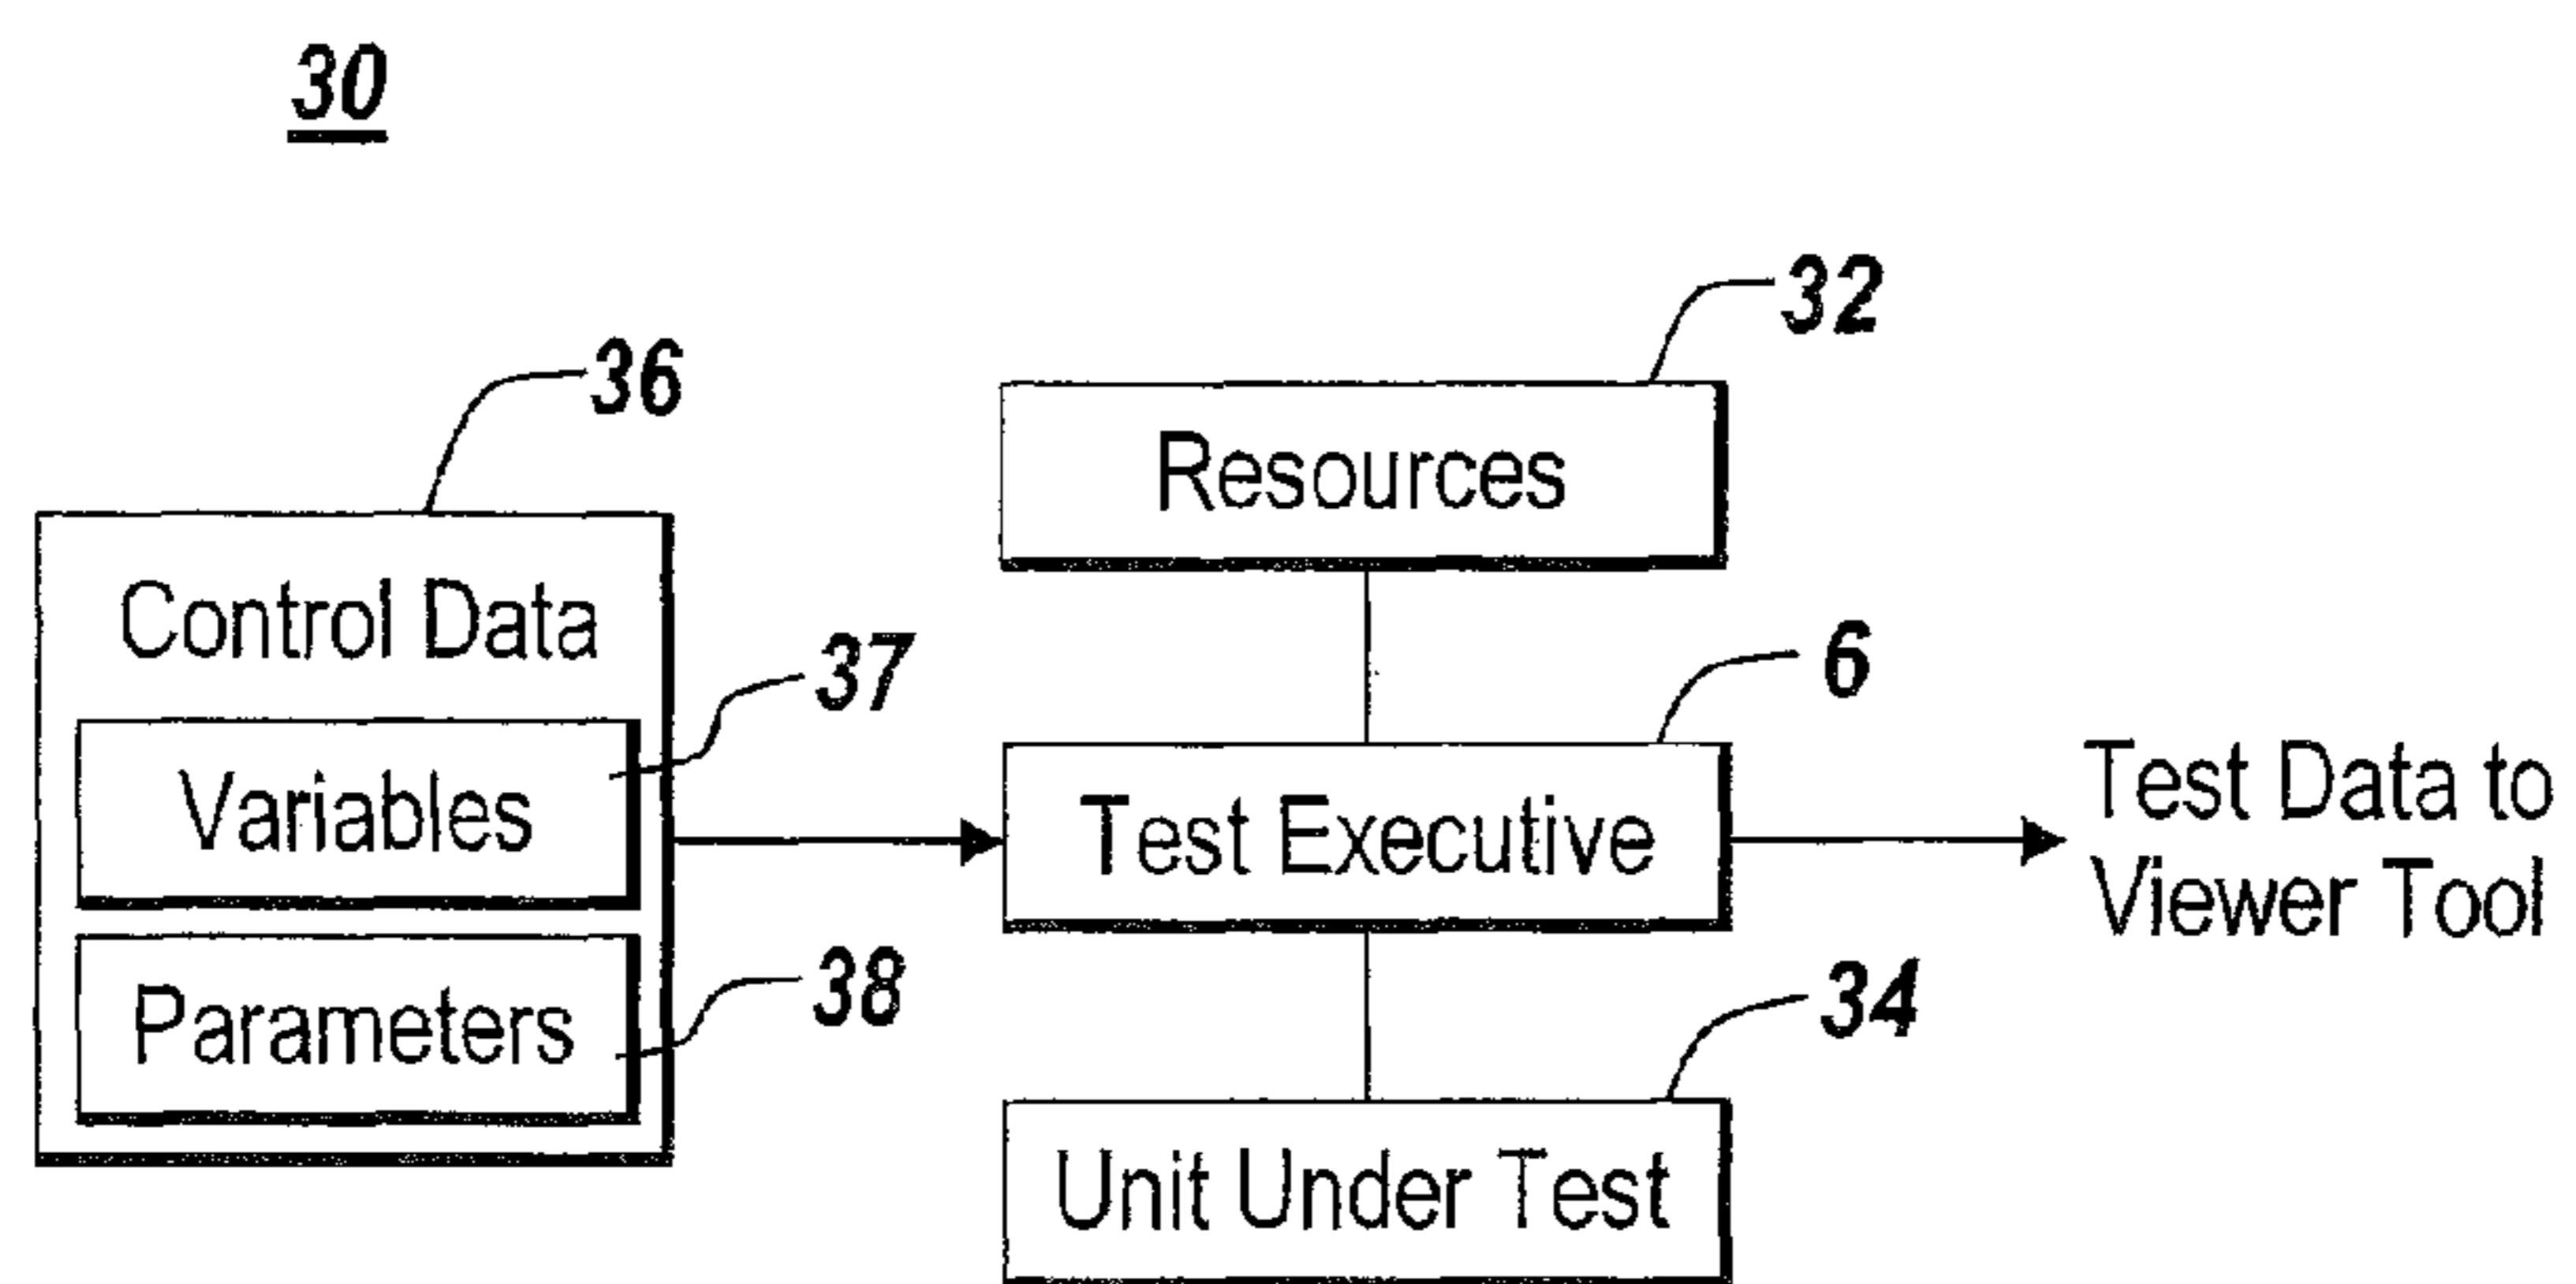 30
32
36
Resources
Control Data
37
6
Variables
Test Executive
Test Data to
Viewer Tool
38
34
Parameters
Unit Under Test